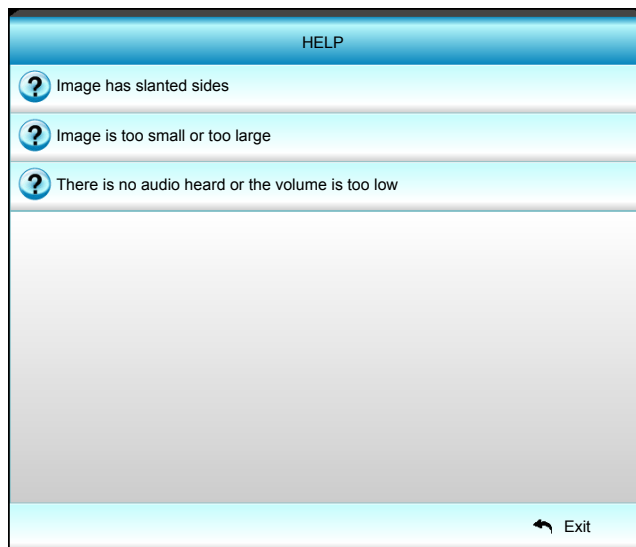 HELP
Image has slanted sides
Image is too small or too large
There is no audio heard or the volume is too low
Exit